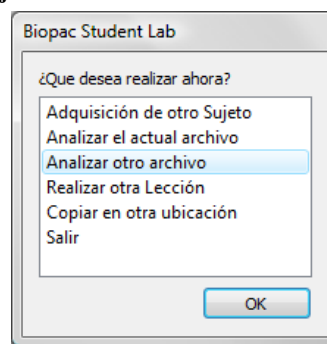 Biopac Student Lab
¿Que desea realizar ahora?
Adquisición de otro Sujeto
Analizar el actual archivo
Analizar otro archivo
Realizar otra Lección
Copiar en otra ubicación
Salir
OK